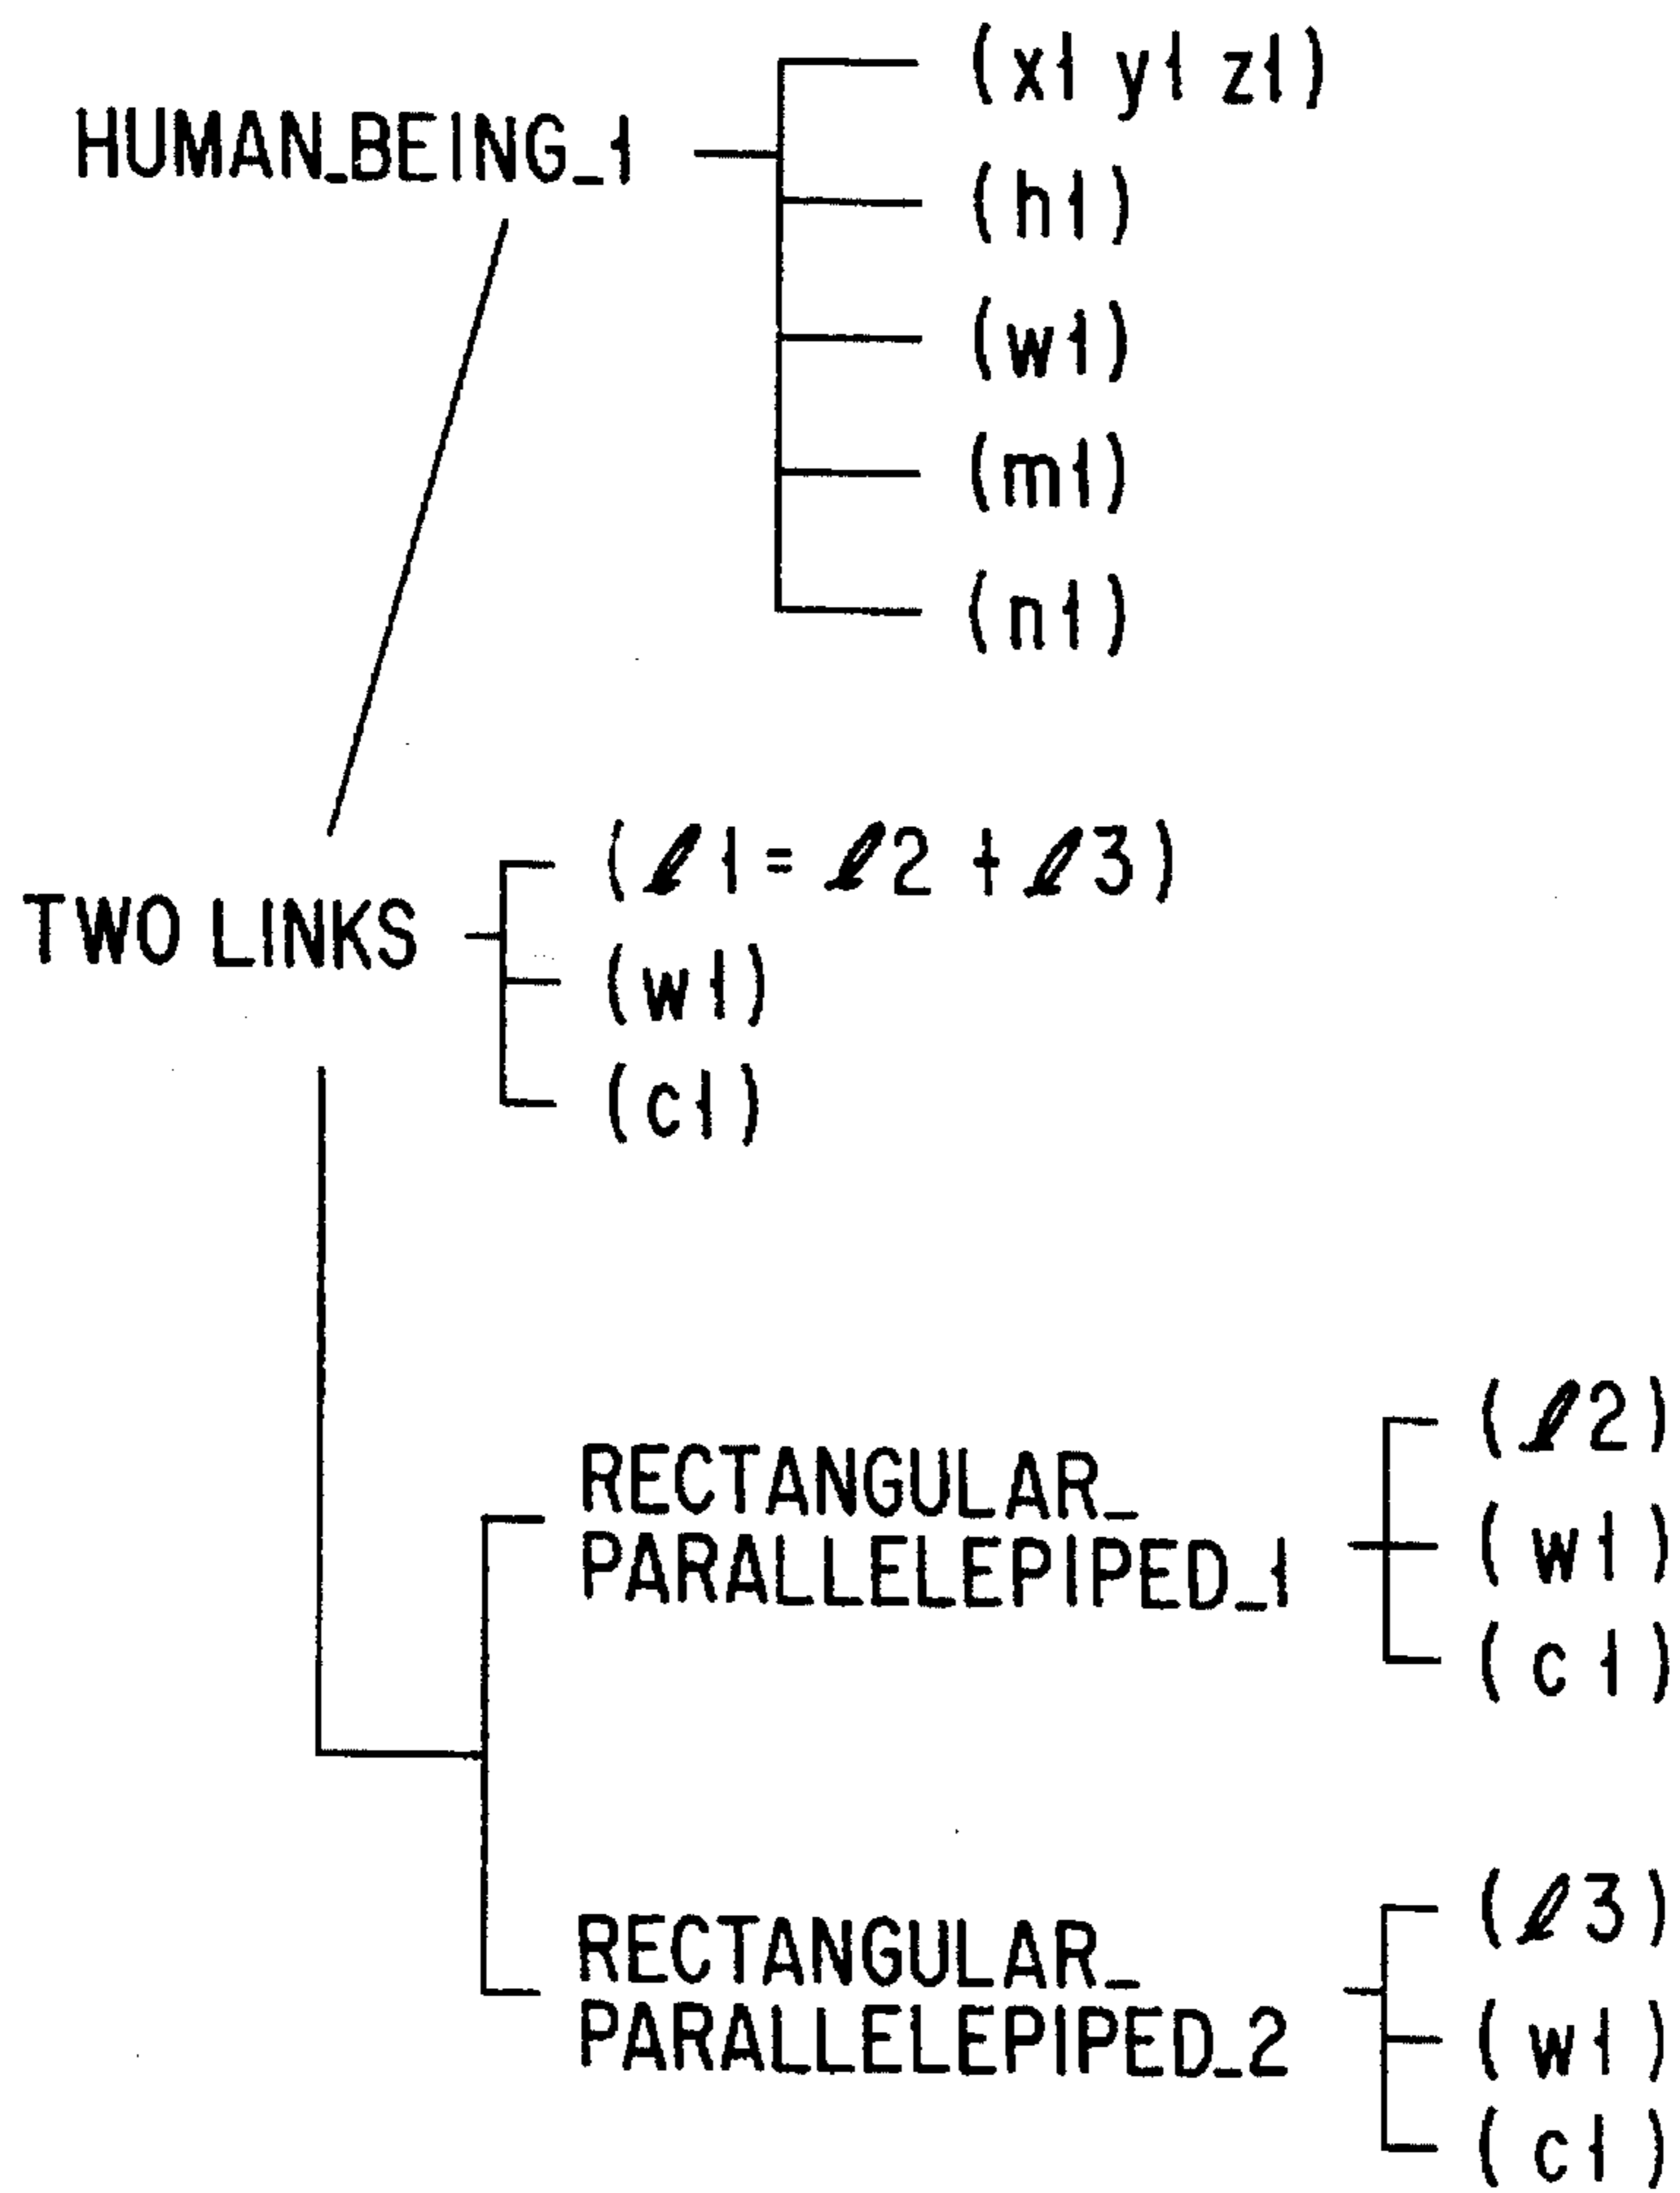 HUMAN_BEING_1
(x1 y1 z1)
(h1)
(w1)
(m1)
(n1)
TWO LINKS
(ℓ1=ℓ2+ℓ3)
(w1)
(c1)
RECTANGULAR_
PARALLELEPIPED_1
(ℓ2)
(w1)
(c1)
RECTANGULAR_
PARALLELEPIPED_2
(ℓ3)
(w1)
(c1)